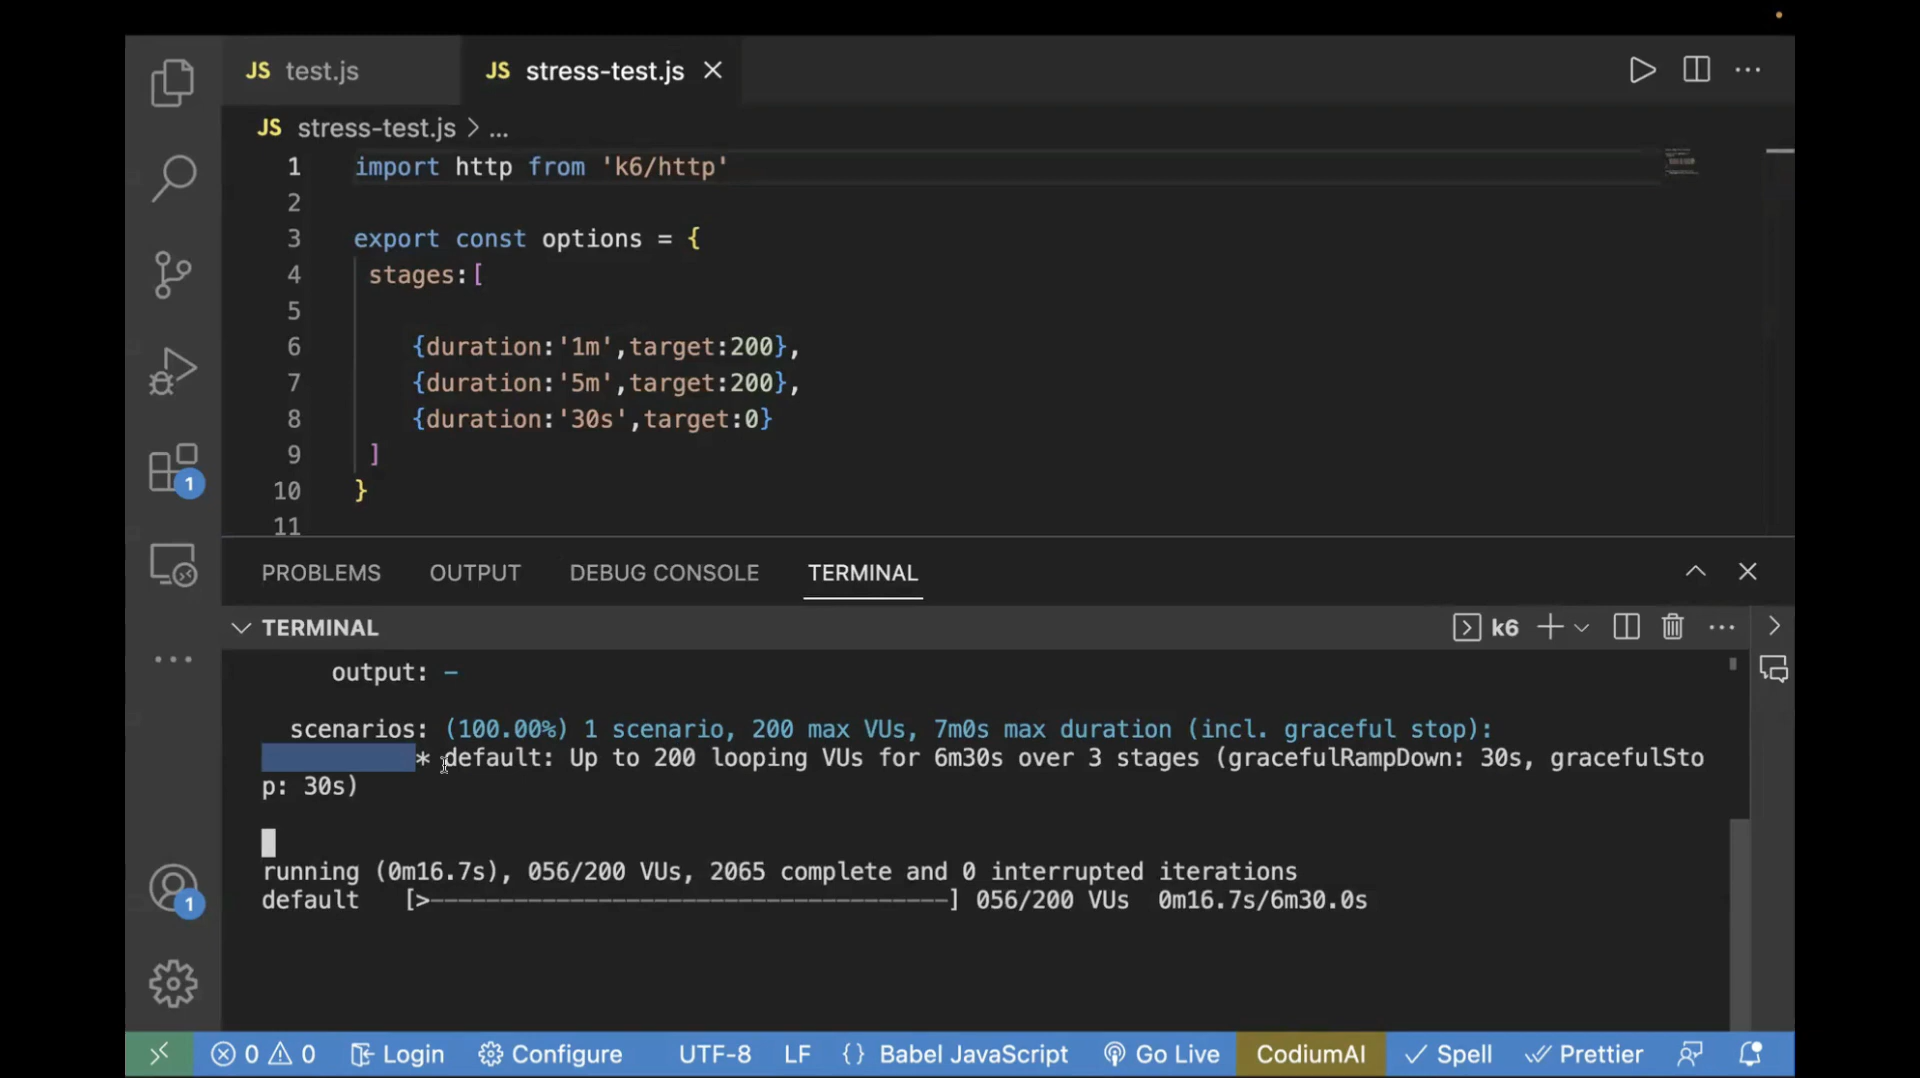 JS test.js
JS stress-test.js
JS stress-test.js > ...
1 import http from 'k6/http'
2
3 export const options = {
4 stages:[
5
6 {duration:'1m',target:200},
7 {duration:'5m',target:200},
8 {duration:'30s',target:0}
9 ]
10 }
11
1
PROBLEMS OUTPUT DEBUG CONSOLE TERMINAL
TERMINAL
k6
output: -
scenarios: (100.00%) 1 scenario, 200 max VUs, 7m0s max duration (incl. graceful stop):
* default: Up to 200 looping VUs for 6m30s over 3 stages (gracefulRampDown: 30s, gracefulSto
p: 30s)
running (0m16.7s), 056/200 VUs, 2065 complete and 0 interrupted iterations
default [>--------------------------------------] 056/200 VUs 0m16.7s/6m30.0s
1
0 0 Login Configure UTF-8 LF {} Babel JavaScript Go Live CodiumAI Spell Prettier